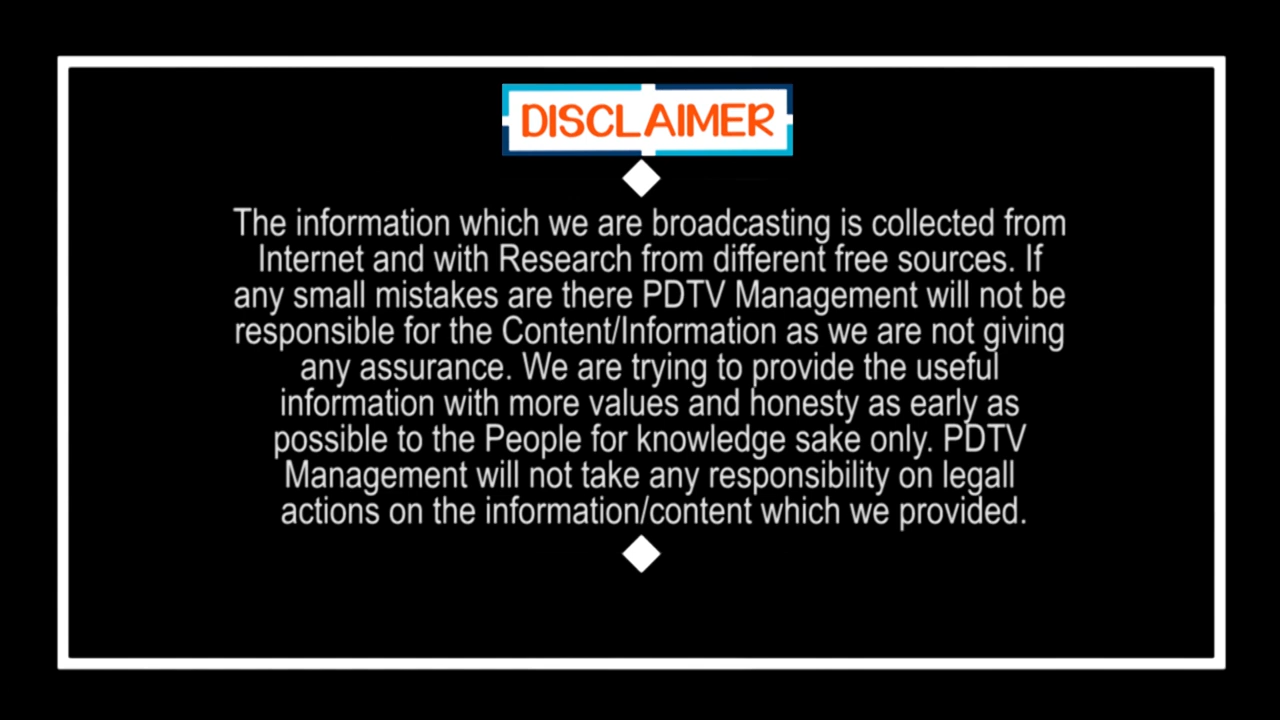 DISCLAIMER
The information which we are broadcasting is collected from
Internet and with Research from different free sources. If
any small mistakes are there PDTV Management will not be
responsible for the Content/Information as we are not giving
any assurance. We are trying to provide the useful
information with more values and honesty as early as
possible to the People for knowledge sake only. PDTV
Management will not take any responsibility on legall
actions on the information/content which we provided.